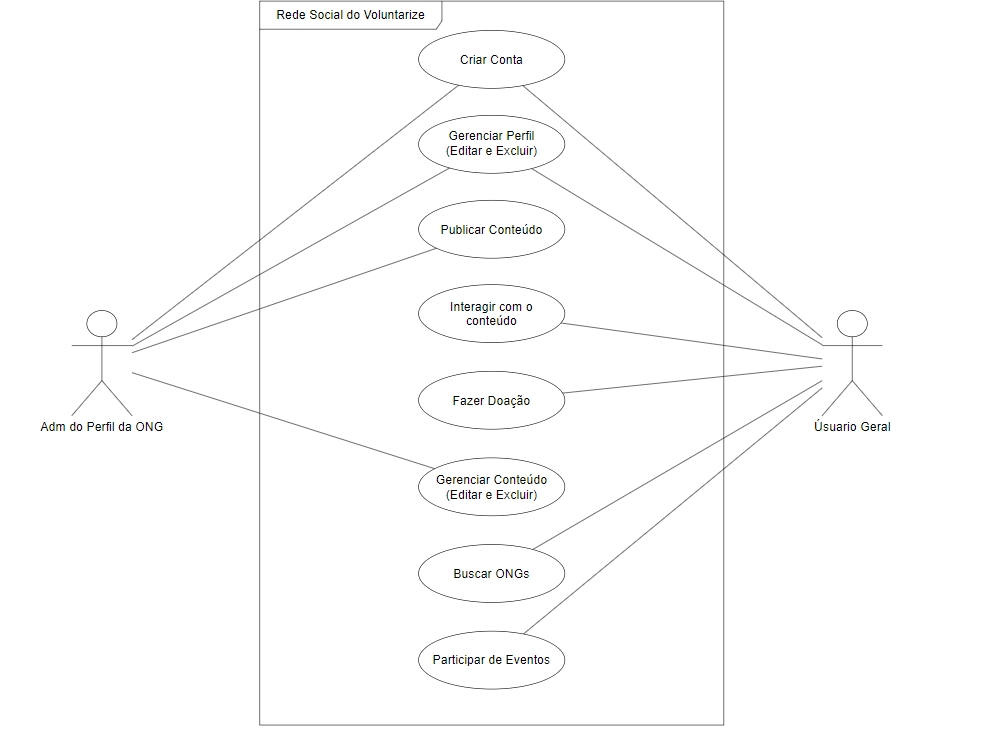 Rede Social do Voluntarize
Criar Conta
Gerenciar Perfil
(Editar e Excluir)
Publicar Conteúdo
Interagir com o
conteúdo
Fazer Doação
Adm do Perfil da ONG
Úsuario Geral
Gerenciar Conteúdo
(Editar e Excluir)
Buscar ONGs
Participar de Eventos